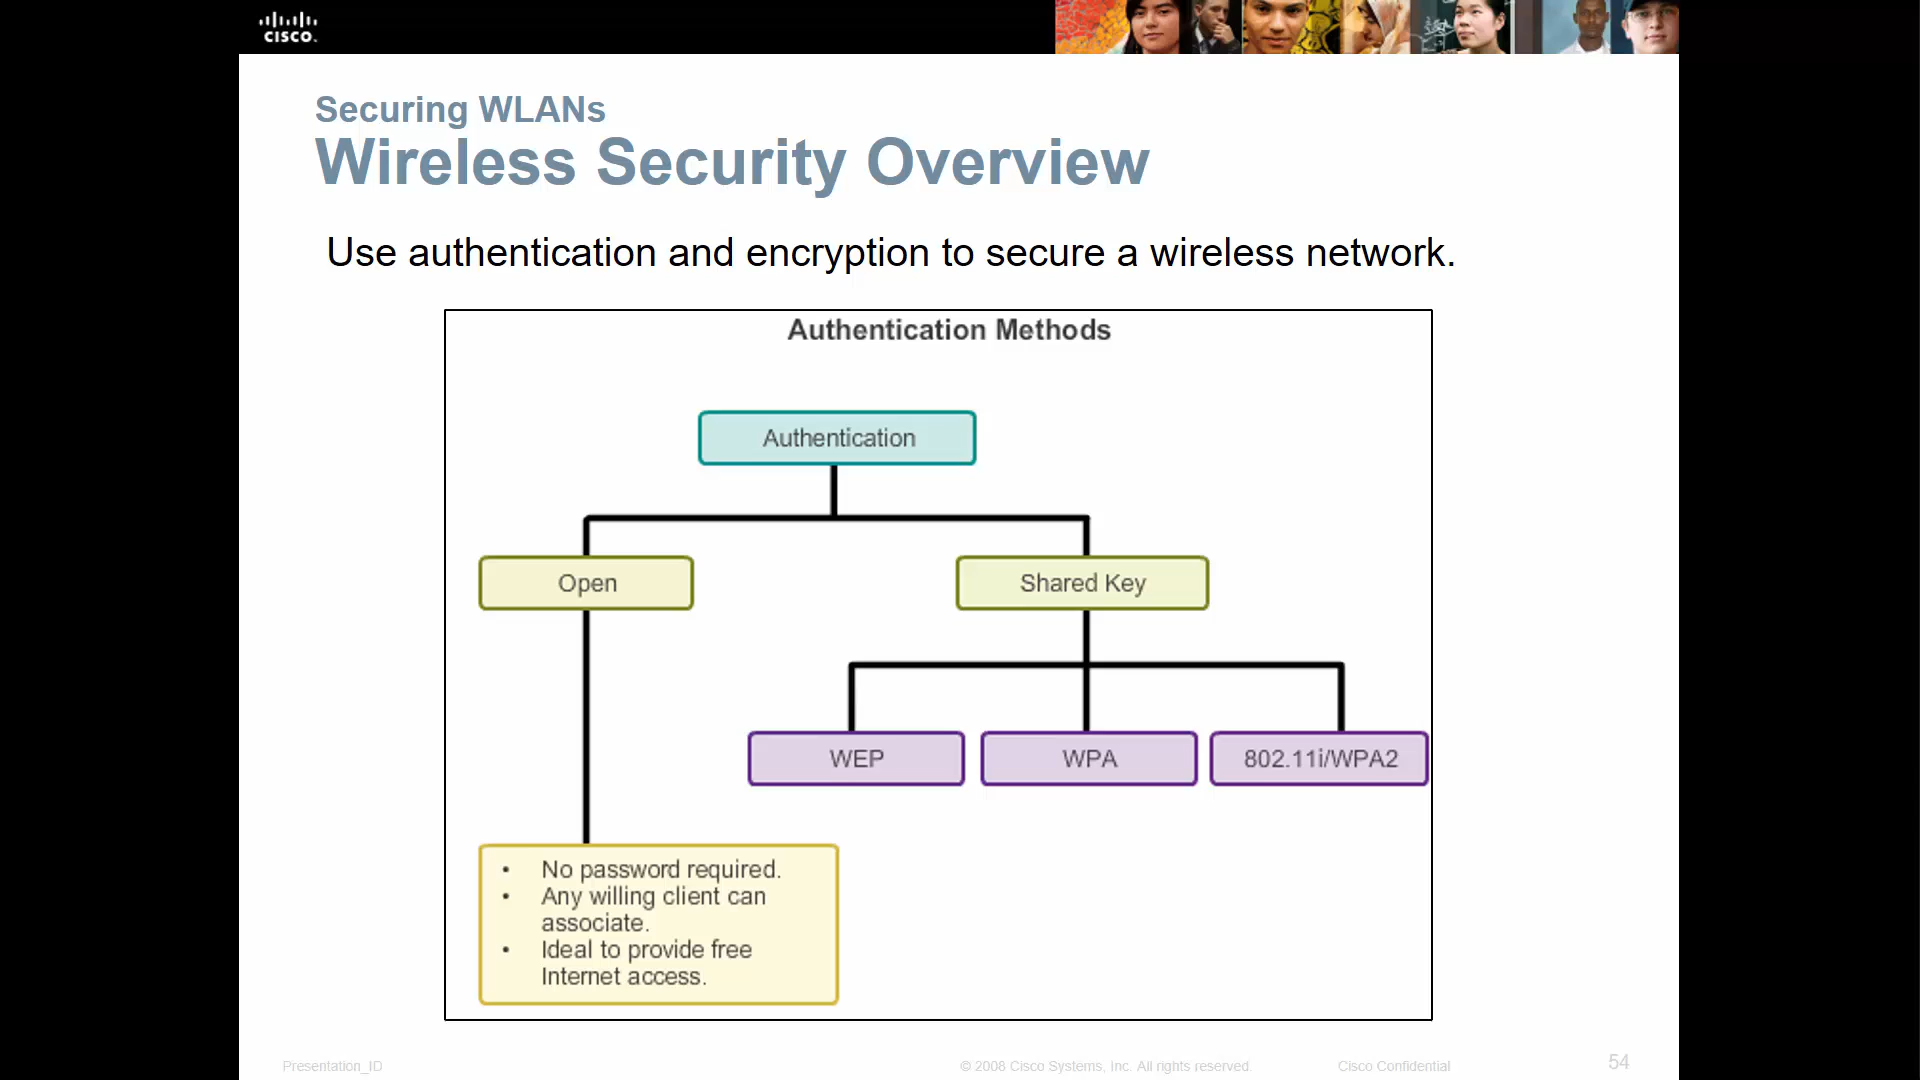 CISCO.
Securing WLANs
Wireless Security Overview
Use authentication and encryption to secure a wireless network.
Authentication Methods
Authentication
Open
Shared Key
WEP
WPA
802.11i/WPA2
• No password required.
• Any willing client can
associate.
• Ideal to provide free
Internet access.
Presentation_ID
© 2008 Cisco Systems, Inc. All rights reserved.
Cisco Confidential
54